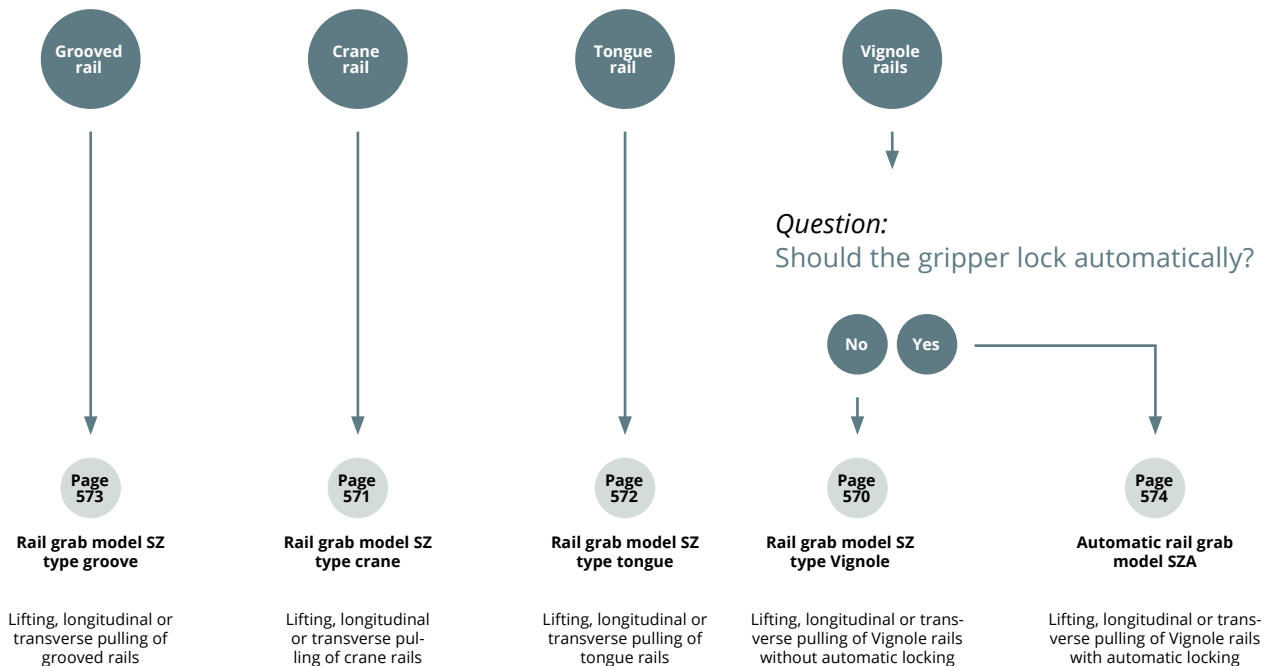 Grooved
rail
Crane
rail
Tongue
rail
Vignole
rails
Question:
Should the gripper lock automatically?
No
Yes
Page
573
Page
571
Page
572
Page
570
Page
574
Rail grab model SZ
type groove
Rail grab model SZ
type crane
Rail grab model SZ
type tongue
Rail grab model SZ
type Vignole
Automatic rail grab
model SZA
Lifting, longitudinal or
transverse pulling of
grooved rails
Lifting, longitudinal
or transverse pul-
ling of crane rails
Lifting, longitudinal or
transverse pulling of
tongue rails
Lifting, longitudinal or trans-
verse pulling of Vignole rails
without automatic locking
Lifting, longitudinal or trans-
verse pulling of Vignole rails
with automatic locking